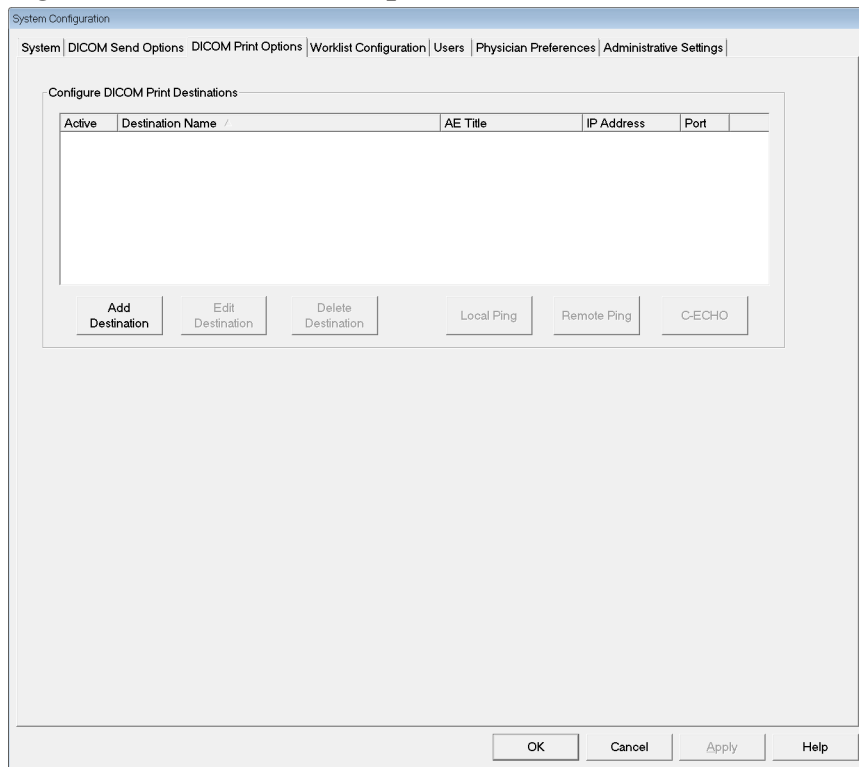 System Configuration
System DICOM Send Options DICOM Print Options Worklist Configuration Users Physician Preferences Administrative Settings
Configure DICOM Print Destinations
Active Destination Name AE Title IP Address Port
Add Destination Edit Destination Delete Destination Local Ping Remote Ping C-ECHO
OK Cancel Apply Help